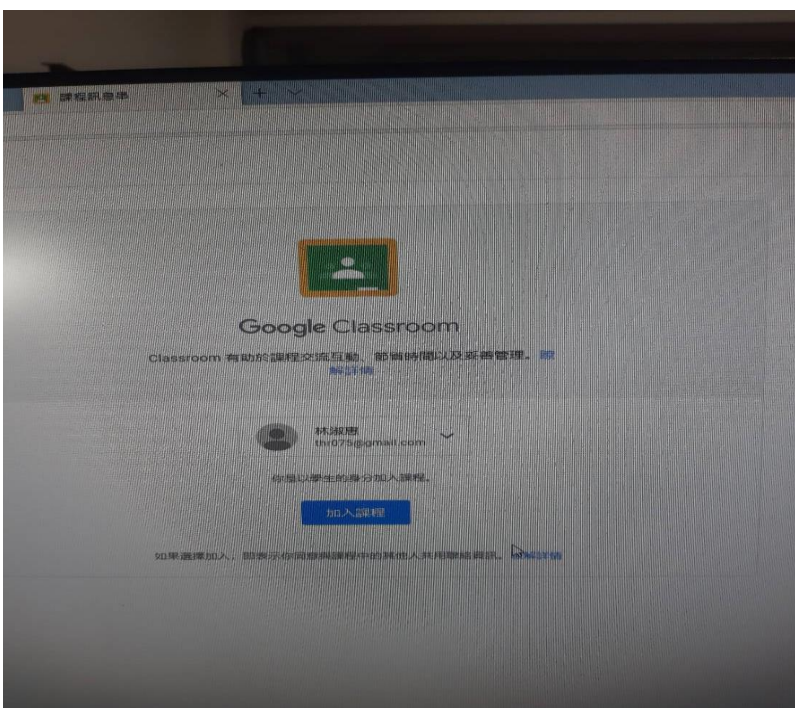 課程訊息串
Google Classroom
Classroom 有助於課程交流互動、節省時間以及妥善管理。瞭
解詳情
林淑惠
thr075@gmail.com
你是以學生的身分加入課程。
加入課程
如果選擇加入，即表示你同意與課程中的其他人共用聯絡資訊。瞭解詳情